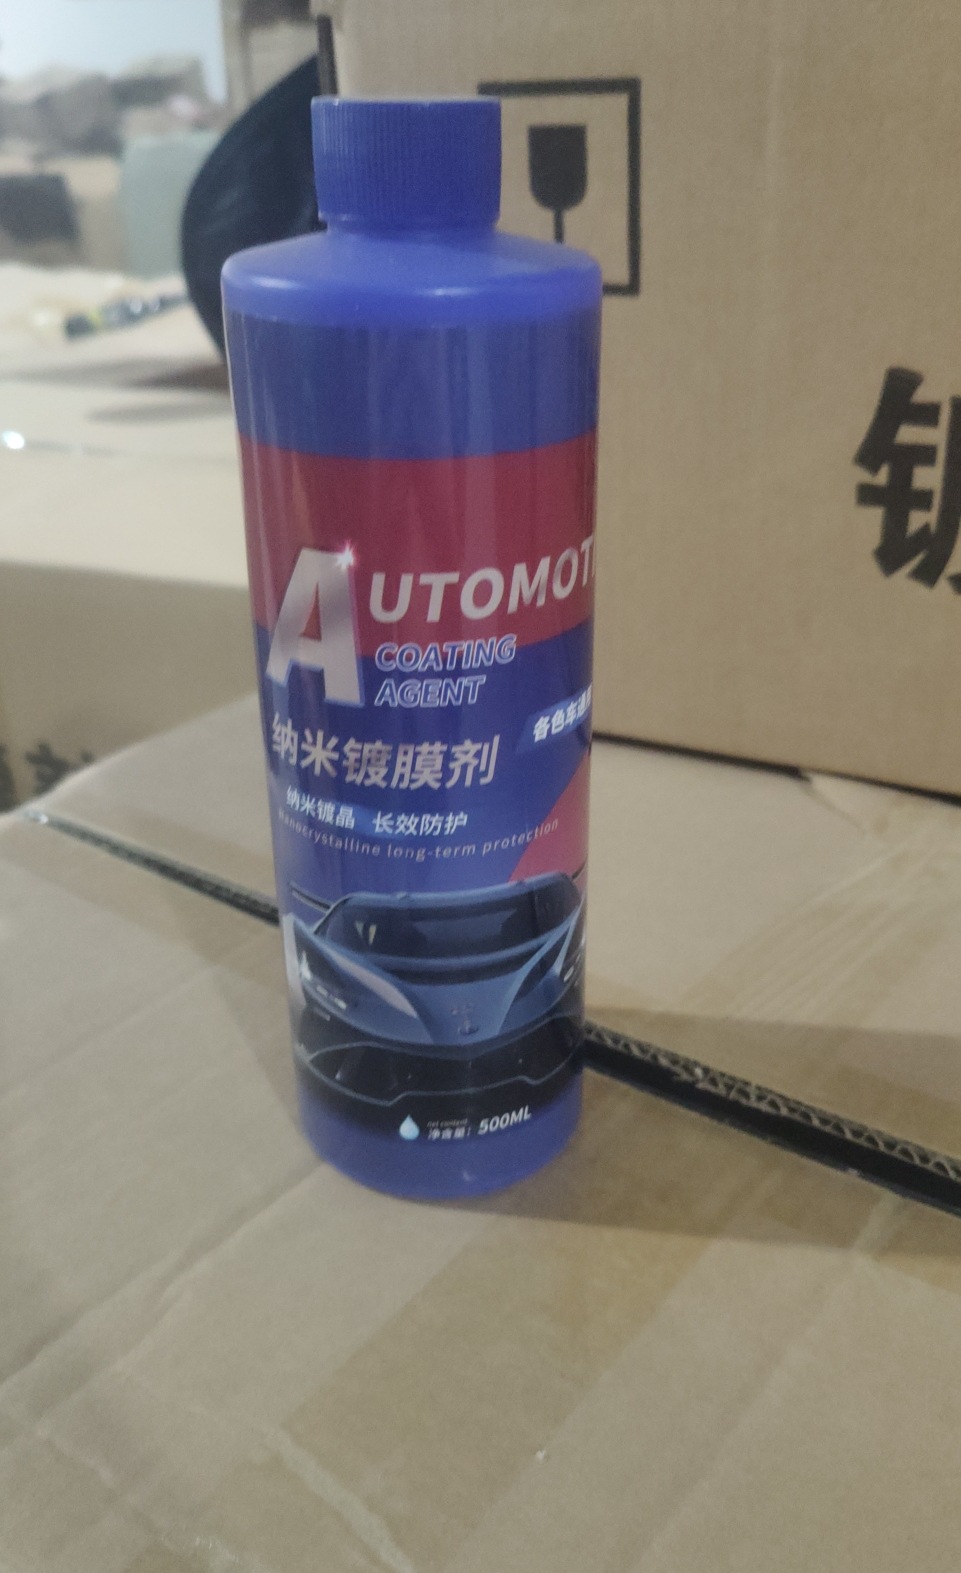 AUTOMOT
COATING
AGENT
各色车通
纳米镀膜剂
纳米镀晶 长效防护
Nanocrystalline long-term protection
净含量: 500ML
镀